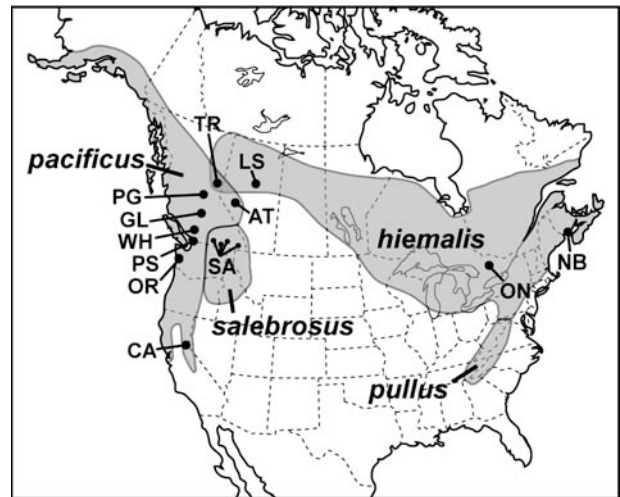 TR
pacificus
LS
PG
AT
GL
WH
hiemalis
PS
SA
NB
OR
ON
salebrosus
CA
pullus